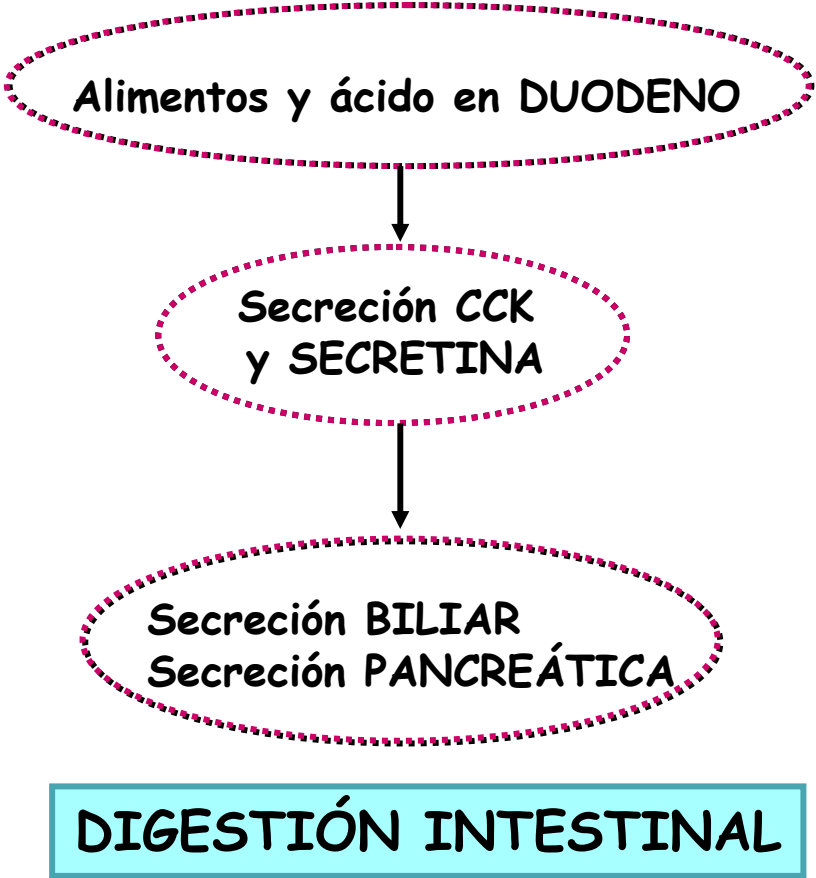 Alimentos y ácido en DUODENO
Secreción CCK
y SECRETINA
Secreción BILIAR
Secreción PANCREÁTICA
DIGESTIÓN INTESTINAL